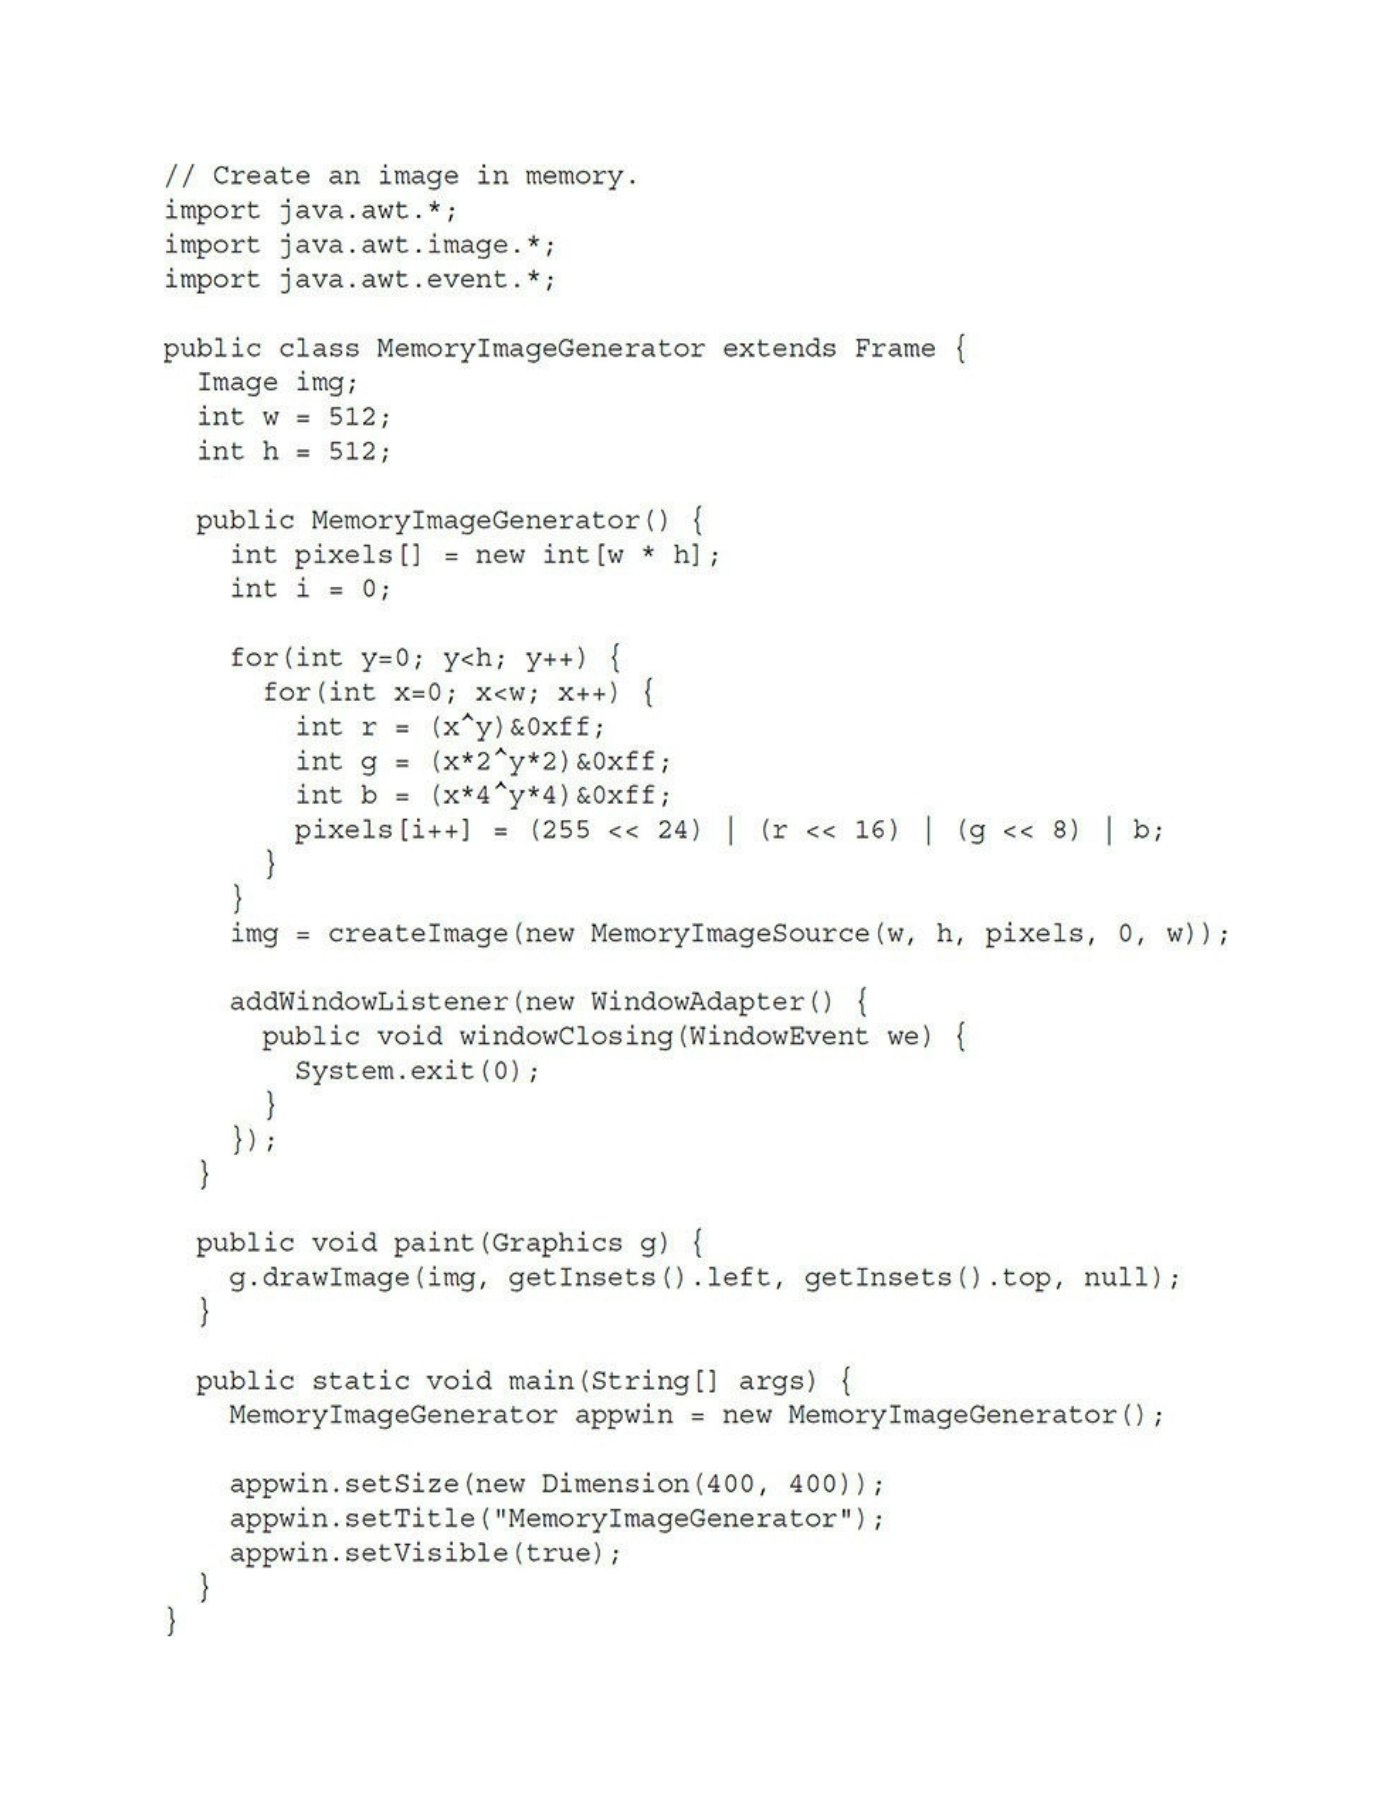 // Create an image in memory.
import java.awt.*;
import java.awt.image.*;
import java.awt.event.*;

public class MemoryImageGenerator extends Frame {
  Image img;
  int w = 512;
  int h = 512;

  public MemoryImageGenerator() {
    int pixels[] = new int[w * h];
    int i = 0;

    for(int y=0; y<h; y++) {
      for(int x=0; x<w; x++) {
        int r = (x^y)&0xff;
        int g = (x*2^y*2)&0xff;
        int b = (x*4^y*4)&0xff;
        pixels[i++] = (255 << 24) | (r << 16) | (g << 8) | b;
      }
    }
    img = createImage(new MemoryImageSource(w, h, pixels, 0, w));

    addWindowListener(new WindowAdapter() {
      public void windowClosing(WindowEvent we) {
        System.exit(0);
      }
    });
  }

  public void paint(Graphics g) {
    g.drawImage(img, getInsets().left, getInsets().top, null);
  }

  public static void main(String[] args) {
    MemoryImageGenerator appwin = new MemoryImageGenerator();

    appwin.setSize(new Dimension(400, 400));
    appwin.setTitle("MemoryImageGenerator");
    appwin.setVisible(true);
  }
}